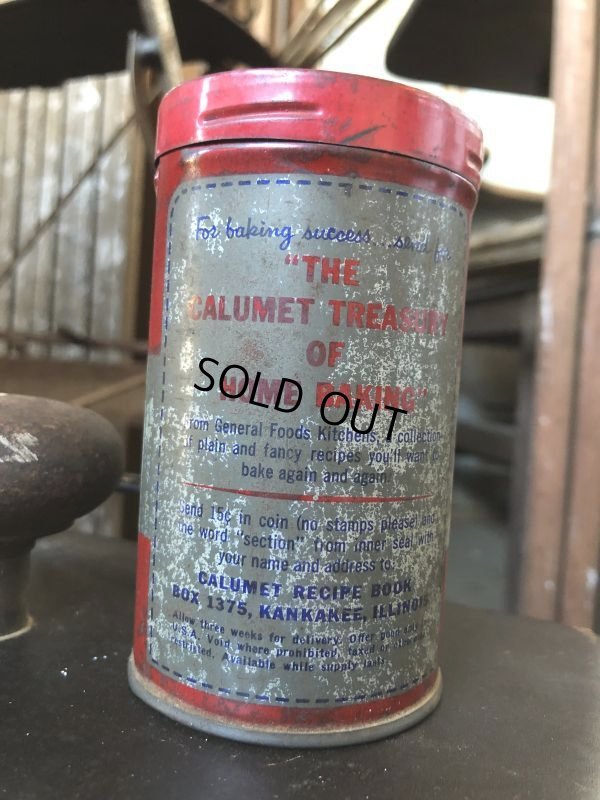 For baking success...send for
"THE
CALUMET TREASURY
OF
HOME BAKING"
SOLD OUT
from General Foods Kitchens, a collection
of plain and fancy recipes you'll want to
bake again and again.
Send 15¢ in coin (no stamps please) and
the word "section" from inner seal with
your name and address to:
CALUMET RECIPE BOOK
BOX 1375, KANKAKEE, ILLINOIS
Allow three weeks for delivery. Offer good only in
U.S.A. Void where prohibited, taxed or otherwise
restricted. Available while supply lasts.